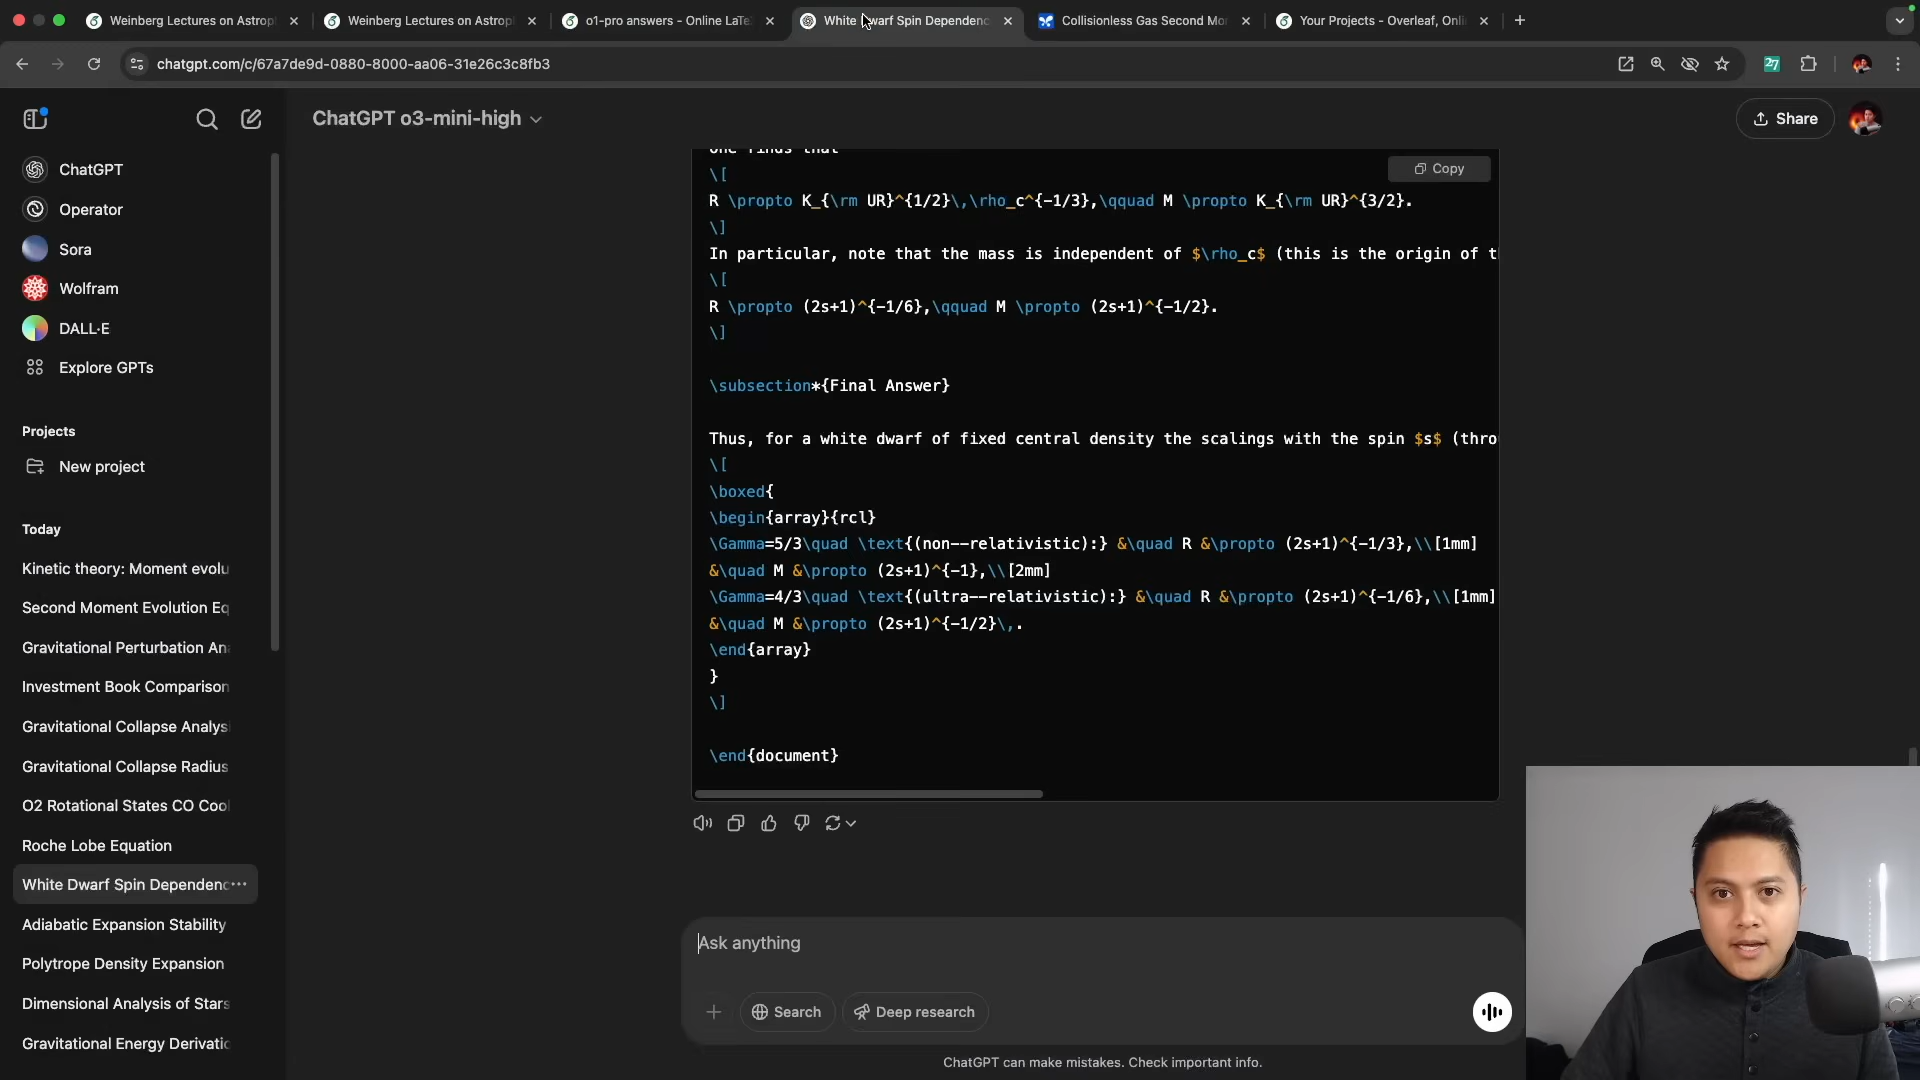 Weinberg Lectures on Astrop
Weinberg Lectures on Astrop
o1-pro answers - Online LaTe
White Dwarf Spin Dependenc
Collisionless Gas Second Mor
Your Projects - Overleaf, Onli
chatgpt.com/c/67a7de9d-0880-8000-aa06-31e26c3c8fb3
27
ChatGPT o3-mini-high
Share
ChatGPT
Operator
Sora
Wolfram
DALL·E
Explore GPTs
Projects
New project
Today
Kinetic theory: Moment evolu
Second Moment Evolution Eq
Gravitational Perturbation An
Investment Book Comparison
Gravitational Collapse Analys
Gravitational Collapse Radius
O2 Rotational States CO Cool
Roche Lobe Equation
White Dwarf Spin Dependenc
Adiabatic Expansion Stability
Polytrope Density Expansion
Dimensional Analysis of Stars
Gravitational Energy Derivatio
one finds that
Copy
\[
R \propto K_{\rm UR}^{1/2}\,\rho_c^{-1/3},\qquad M \propto K_{\rm UR}^{3/2}.
\]
In particular, note that the mass is independent of $\rho_c$ (this is the origin of t
\[
R \propto (2s+1)^{-1/6},\qquad M \propto (2s+1)^{-1/2}.
\]
\subsection*{Final Answer}
Thus, for a white dwarf of fixed central density the scalings with the spin $s$ (thro
\[
\boxed{
\begin{array}{rcl}
\Gamma=5/3\quad \text{(non--relativistic):} &\quad R &\propto (2s+1)^{-1/3},\\[1mm]
&\quad M &\propto (2s+1)^{-1},\\[2mm]
\Gamma=4/3\quad \text{(ultra--relativistic):} &\quad R &\propto (2s+1)^{-1/6},\\[1mm]
&\quad M &\propto (2s+1)^{-1/2}\,.
\end{array}
}
\]
\end{document}
Ask anything
Search
Deep research
ChatGPT can make mistakes. Check important info.